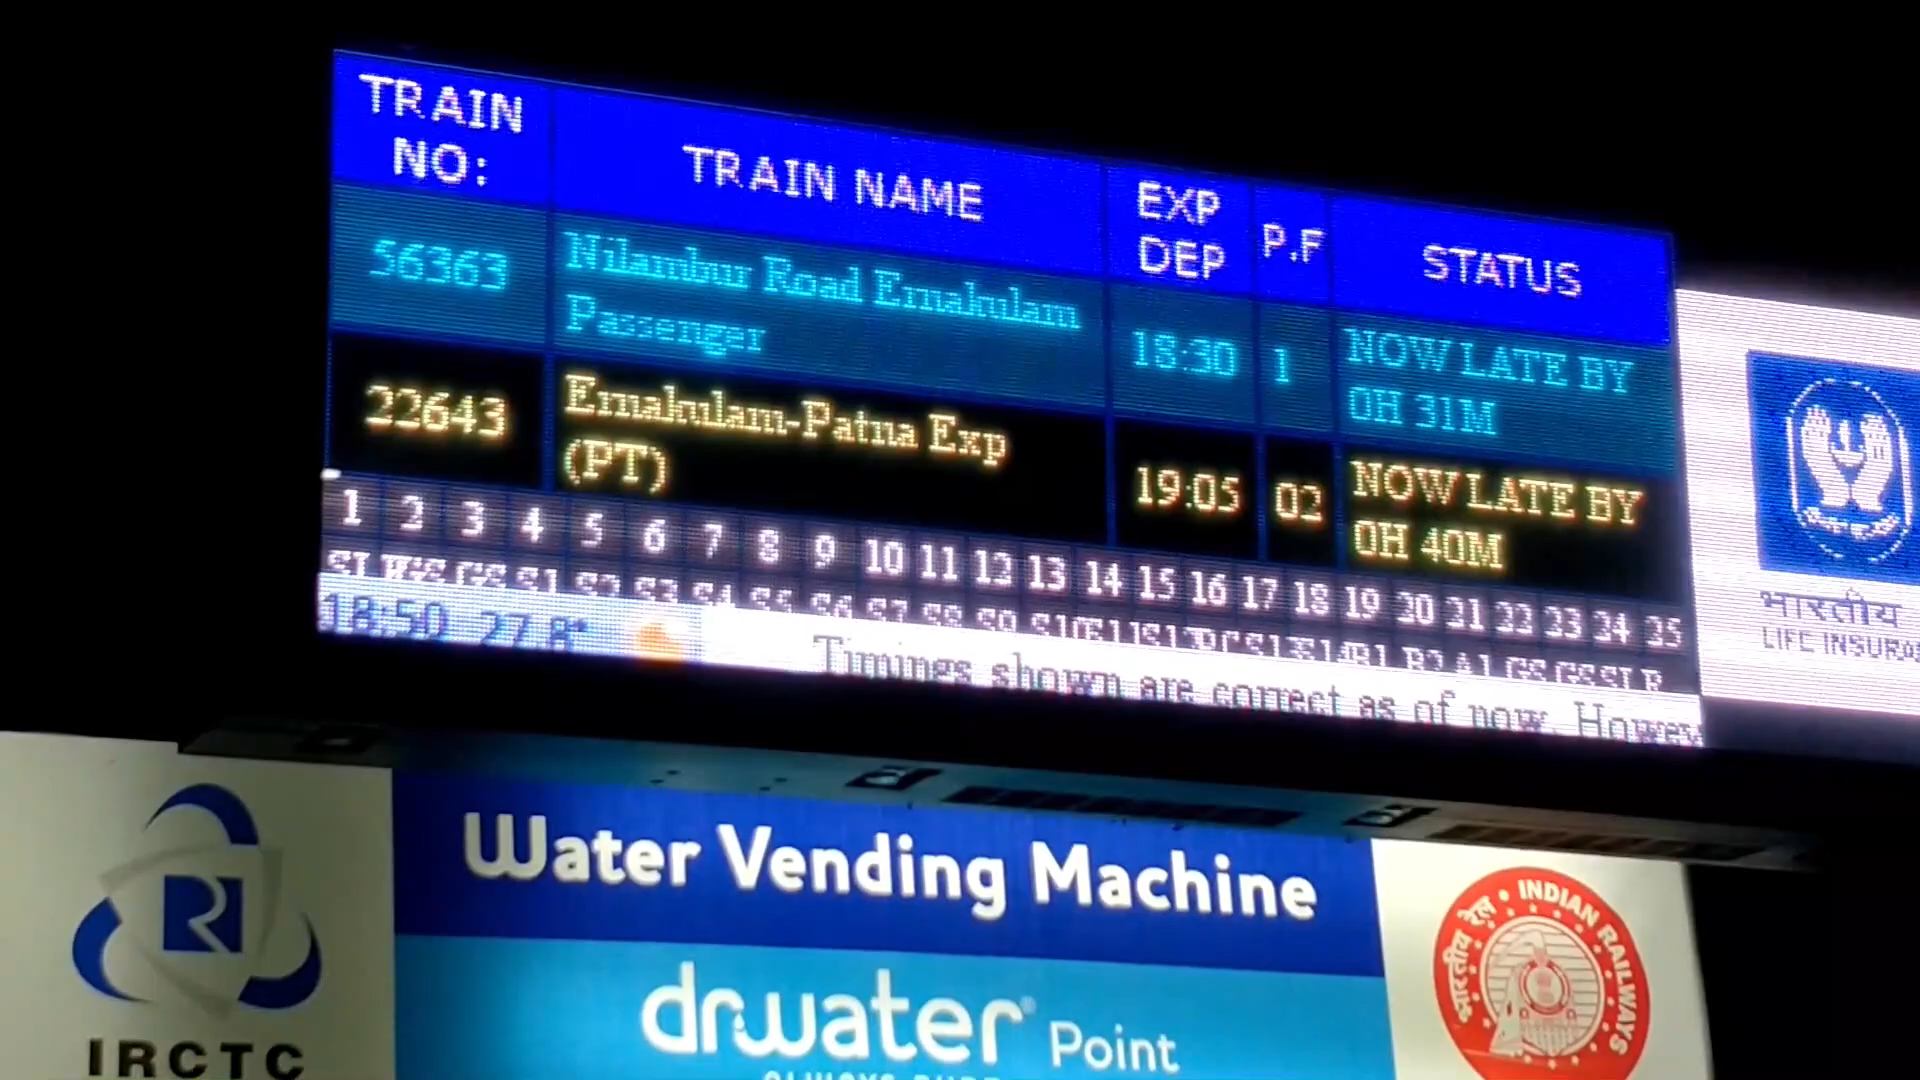 TRAIN NO:
TRAIN NAME
EXP DEP
P.F
STATUS
56363
Nilambur Road Ernakulam
Passenger
18:30
1
NOW LATE BY
0H 31M
22643
Ernakulam-Patna Exp
(PT)
19:05
02
NOW LATE BY
0H 40M
1 2 3 4 5 6 7 8 9 10 11 12 13 14 15 16 17 18 19 20 21 22 23 24 25
18:50 27.8°
Timings shown are correct as of now. Howev
भारतीय
LIFE INSURA
IRCTC
Water Vending Machine
drwater® Point
भारतीय रेल • INDIAN RAILWAYS